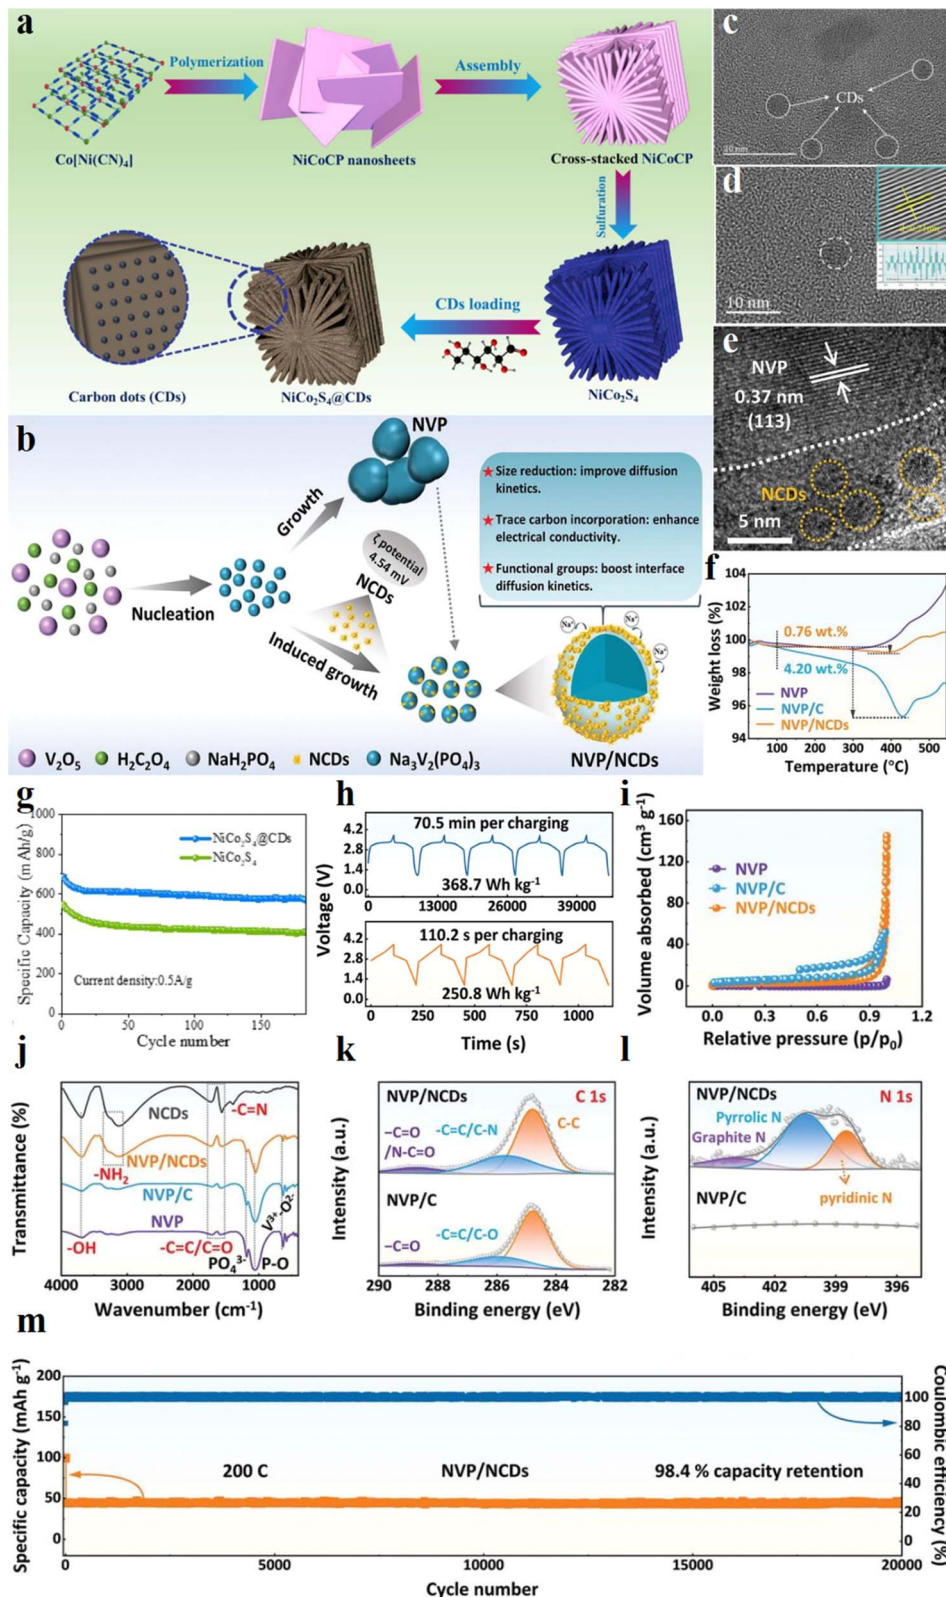 a
Polymerization
Assembly
Co[Ni(CN)₄]
NiCoCP nanosheets
Cross-stacked NiCoCP
Sulfuration
CDs loading
Carbon dots (CDs)
NiCo₂S₄@CDs
NiCo₂S₄
b
NVP
Growth
ζ potential
4.54 mV
NCDs
Nucleation
Induced growth
★ Size reduction: improve diffusion
kinetics.
★ Trace carbon incorporation: enhance
electrical conductivity.
★ Functional groups: boost interface
diffusion kinetics.
Na⁺
Na⁺
Na⁺
V₂O₅
H₂C₂O₄
NaH₂PO₄
NCDs
Na₃V₂(PO₄)₃
NVP/NCDs
c
CDs
20 nm
d
10 nm
e
NVP
0.37 nm
(113)
NCDs
5 nm
f
Weight loss (%)
104
102
100
98
96
94
0.76 wt.%
4.20 wt.%
NVP
NVP/C
NVP/NCDs
100 200 300 400 500
Temperature (°C)
g
Specific Capacity (mAh/g)
1000
800
600
400
200
0
NiCo₂S₄@CDs
NiCo₂S₄
Current density:0.5A/g
0 50 100 150
Cycle number
h
Voltage (V)
4.2
2.8
1.4
0.0
70.5 min per charging
368.7 Wh kg⁻¹
0 13000 26000 39000
4.2
2.8
1.4
0.0
110.2 s per charging
250.8 Wh kg⁻¹
0 500 1000
Time (s)
i
Volume absorbed (cm³ g⁻¹)
160
120
80
40
0
NVP
NVP/C
NVP/NCDs
0.0 0.3 0.6 0.9 1.2
Relative pressure (p/p₀)
j
Transmittance (%)
NCDs
-C=N
NVP/NCDs
-NH₂
NVP/C
V³⁺-O²⁻
NVP
-OH
-C=C/C=O
PO₄³⁻
P-O
4000 3000 2000 1000
Wavenumber (cm⁻¹)
k
Intensity (a.u.)
NVP/NCDs
C 1s
−C=O
/N-C=O
-C=C/C-N
C-C
NVP/C
−C=O
-C=C/C-O
290 288 286 284 282
Binding energy (eV)
l
Intensity (a.u.)
NVP/NCDs
N 1s
Pyrrolic N
Graphite N
pyridinic N
NVP/C
405 402 399 396
Binding energy (eV)
m
Specific capacity (mAh g⁻¹)
200
150
100
50
0
200 C
NVP/NCDs
98.4 % capacity retention
100
80
60
40
20
0
Coulombic efficiency (%)
0 5000 10000 15000 20000
Cycle number